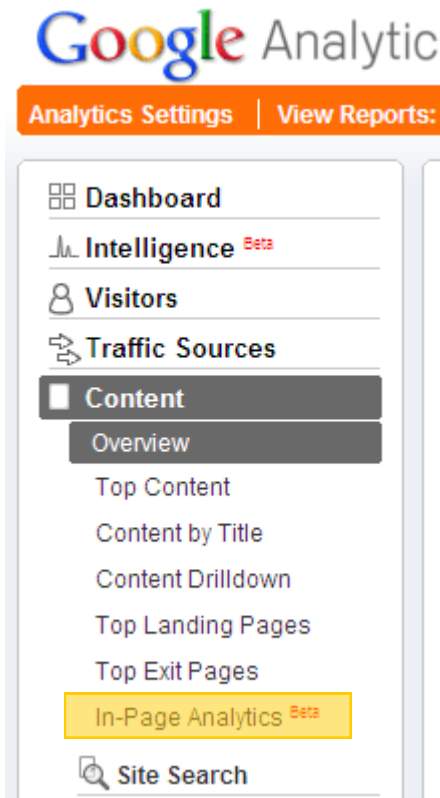 Google Analytic
Analytics Settings | View Reports:
Dashboard
Intelligence Beta
Visitors
Traffic Sources
Content
Overview
Top Content
Content by Title
Content Drilldown
Top Landing Pages
Top Exit Pages
In-Page Analytics Beta
Site Search